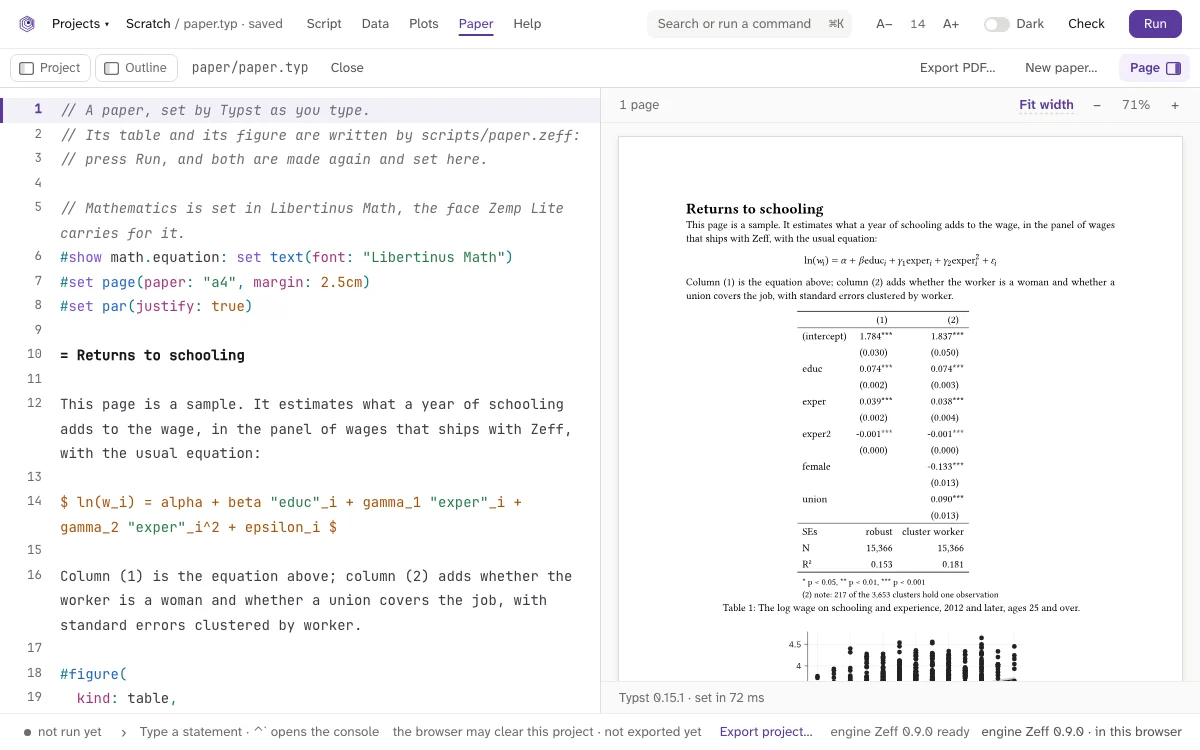 Projects ▾ Scratch / paper.typ · saved Script Data Plots Paper Help Search or run a command ⌘K A− 14 A+ Dark Check Run
Project Outline paper/paper.typ Close Export PDF… New paper… Page
1 // A paper, set by Typst as you type.
2 // Its table and its figure are written by scripts/paper.zeff:
3 // press Run, and both are made again and set here.
4
5 // Mathematics is set in Libertinus Math, the face Zemp Lite
carries for it.
6 #show math.equation: set text(font: "Libertinus Math")
7 #set page(paper: "a4", margin: 2.5cm)
8 #set par(justify: true)
9
10 = Returns to schooling
11
12 This page is a sample. It estimates what a year of schooling
adds to the wage, in the panel of wages that ships with Zeff,
with the usual equation:
13
14 $ ln(w_i) = alpha + beta "educ"_i + gamma_1 "exper"_i +
gamma_2 "exper"_i^2 + epsilon_i $
15
16 Column (1) is the equation above; column (2) adds whether the
worker is a woman and whether a union covers the job, with
standard errors clustered by worker.
17
18 #figure(
19 kind: table,
1 page Fit width − 71% +
Returns to schooling
This page is a sample. It estimates what a year of schooling adds to the wage, in the panel of wages
that ships with Zeff, with the usual equation:
ln(wᵢ) = α + βeducᵢ + γ₁experᵢ + γ₂experᵢ² + εᵢ
Column (1) is the equation above; column (2) adds whether the worker is a woman and whether a
union covers the job, with standard errors clustered by worker.
(1) (2)
(intercept) 1.784*** 1.837***
(0.030) (0.050)
educ 0.074*** 0.074***
(0.002) (0.003)
exper 0.039*** 0.038***
(0.002) (0.004)
exper2 -0.001*** -0.001***
(0.000) (0.000)
female -0.133***
(0.013)
union 0.090***
(0.013)
SEs robust cluster worker
N 15,366 15,366
R² 0.153 0.181
* p < 0.05, ** p < 0.01, *** p < 0.001
(2) note: 217 of the 3,653 clusters hold one observation
Table 1: The log wage on schooling and experience, 2012 and later, ages 25 and over.
4.5
4
Typst 0.15.1 · set in 72 ms
● not run yet › Type a statement · ^` opens the console the browser may clear this project · not exported yet Export project… engine Zeff 0.9.0 ready engine Zeff 0.9.0 · in this browser